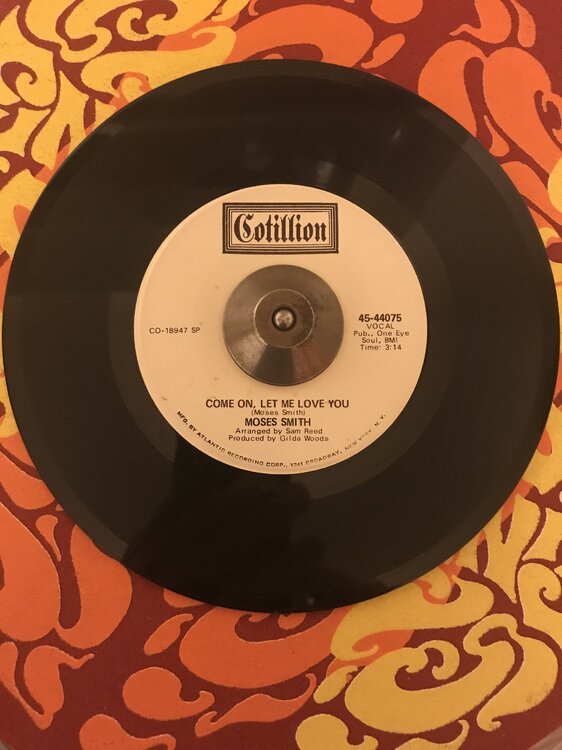 Cotillion
CO-18947 SP
45-44075
VOCAL
Pub., One Eye
Soul, BMI
Time: 3:14
COME ON, LET ME LOVE YOU
(Moses Smith)
MOSES SMITH
Arranged by Sam Reed
Produced by Gilda Woods
MFG. BY ATLANTIC RECORDING CORP., 1841 BROADWAY, NEW YORK, N. Y.